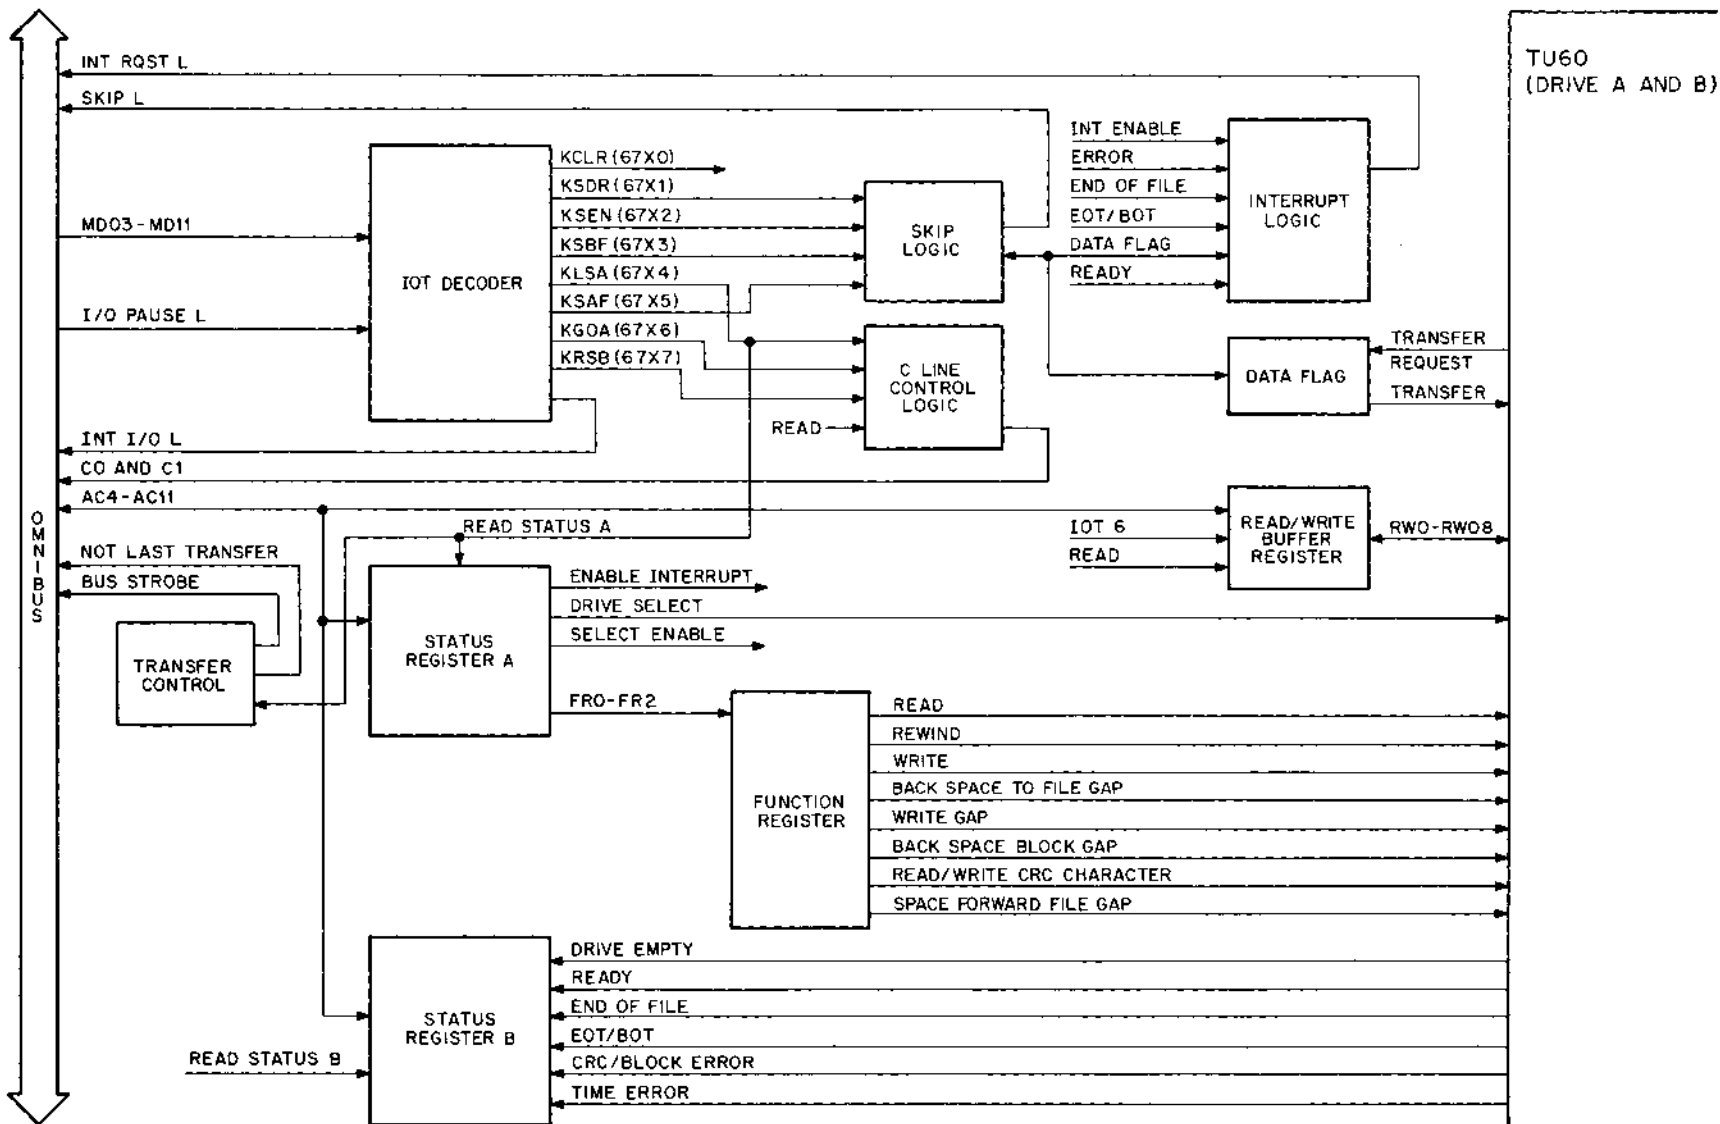 INT RQST L
SKIP L
TU60
(DRIVE A AND B)
INT ENABLE
ERROR
END OF FILE
EOT/BOT
DATA FLAG
READY
INTERRUPT
LOGIC
KCLR (67X0)
KSDR (67X1)
KSEN (67X2)
KSBF (67X3)
KLSA (67X4)
KSAF (67X5)
KGOA (67X6)
KRSB (67X7)
MD03-MD11
I/O PAUSE L
IOT DECODER
SKIP
LOGIC
C LINE
CONTROL
LOGIC
READ
DATA FLAG
TRANSFER
REQUEST
TRANSFER
INT I/O L
C0 AND C1
AC4-AC11
OMNIBUS
NOT LAST TRANSFER
BUS STROBE
READ STATUS A
IOT 6
READ
READ/WRITE
BUFFER
REGISTER
RW0-RW08
TRANSFER
CONTROL
STATUS
REGISTER A
ENABLE INTERRUPT
DRIVE SELECT
SELECT ENABLE
FR0-FR2
FUNCTION
REGISTER
READ
REWIND
WRITE
BACK SPACE TO FILE GAP
WRITE GAP
BACK SPACE BLOCK GAP
READ/WRITE CRC CHARACTER
SPACE FORWARD FILE GAP
STATUS
REGISTER B
READ STATUS B
DRIVE EMPTY
READY
END OF FILE
EOT/BOT
CRC/BLOCK ERROR
TIME ERROR